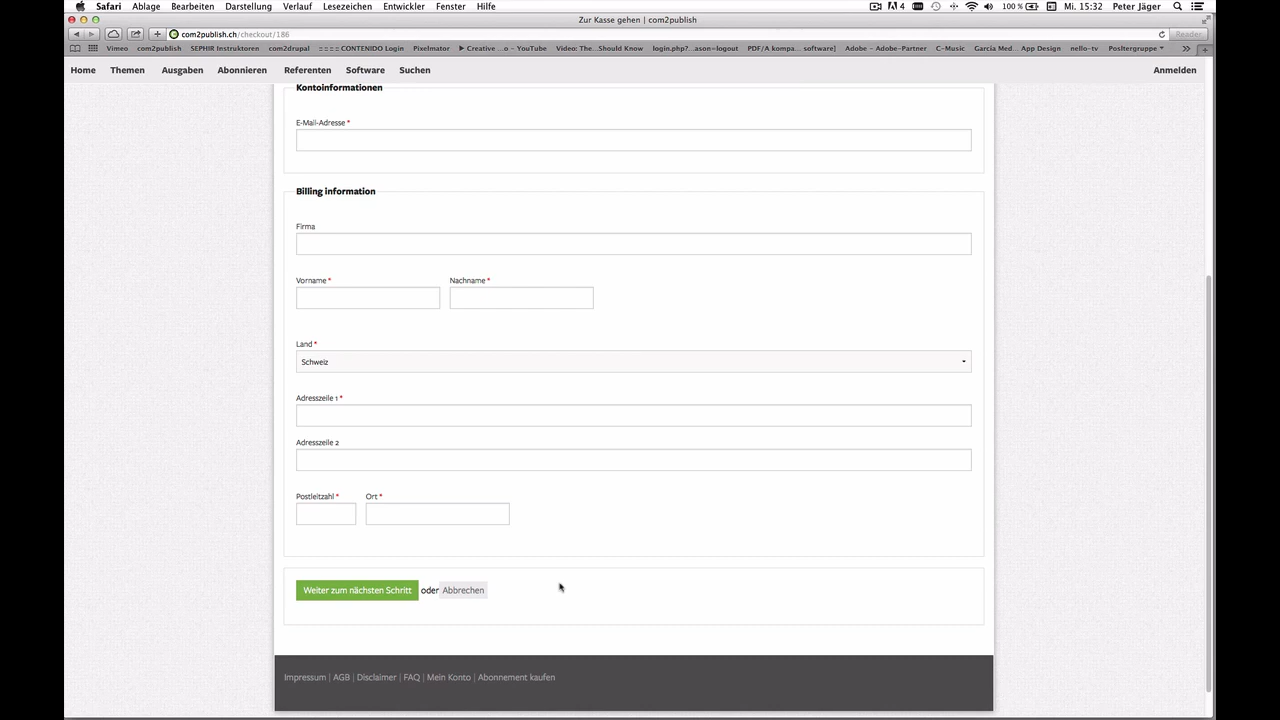 Safari Ablage Bearbeiten Darstellung Verlauf Lesezeichen Entwickler Fenster Hilfe 4 100 % Mi. 15:32 Peter Jäger
Zur Kasse gehen | com2publish
com2publish.ch/checkout/186 Reader
Vimeo com2publish SEPHIR Instruktoren com2drupal ==== CONTENIDO Login Pixelmator ▶ Creative ...o – YouTube Video: The...Should Know login.php?...ason=logout PDF/A kompa... software] Adobe - Adobe-Partner C-Music Garcia Med... App Design nello-tv Posltergruppe
Home Themen Ausgaben Abonnieren Referenten Software Suchen Anmelden
Kontoinformationen
E-Mail-Adresse *
Billing information
Firma
Vorname * Nachname *
Land *
Schweiz
Adresszeile 1 *
Adresszeile 2
Postleitzahl * Ort *
Weiter zum nächsten Schritt oder Abbrechen
Impressum | AGB | Disclaimer | FAQ | Mein Konto | Abonnement kaufen